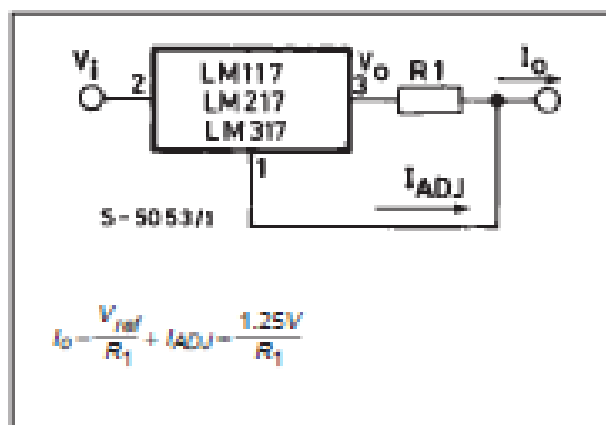 Vi 2 LM117 Vo 3 R1 Io
LM217
LM317
1
IADJ
S-5053/1
Io = Vref/R1 + IADJ = 1.25V/R1